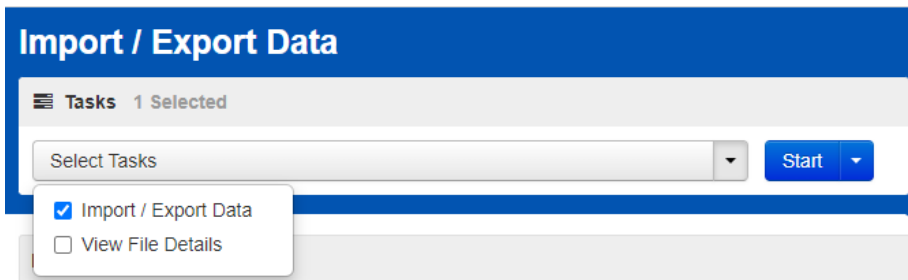 Import / Export Data
Tasks 1 Selected
Select Tasks
Start
Import / Export Data
View File Details